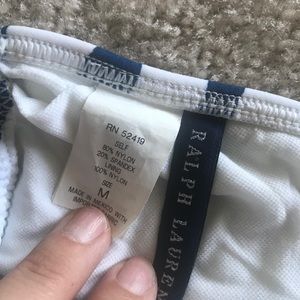 RN 52419
SELF
80% NYLON
20% SPANDEX
LINING
100% NYLON
SIZE
M
MADE IN MEXICO WITH
RALPH LAUREN